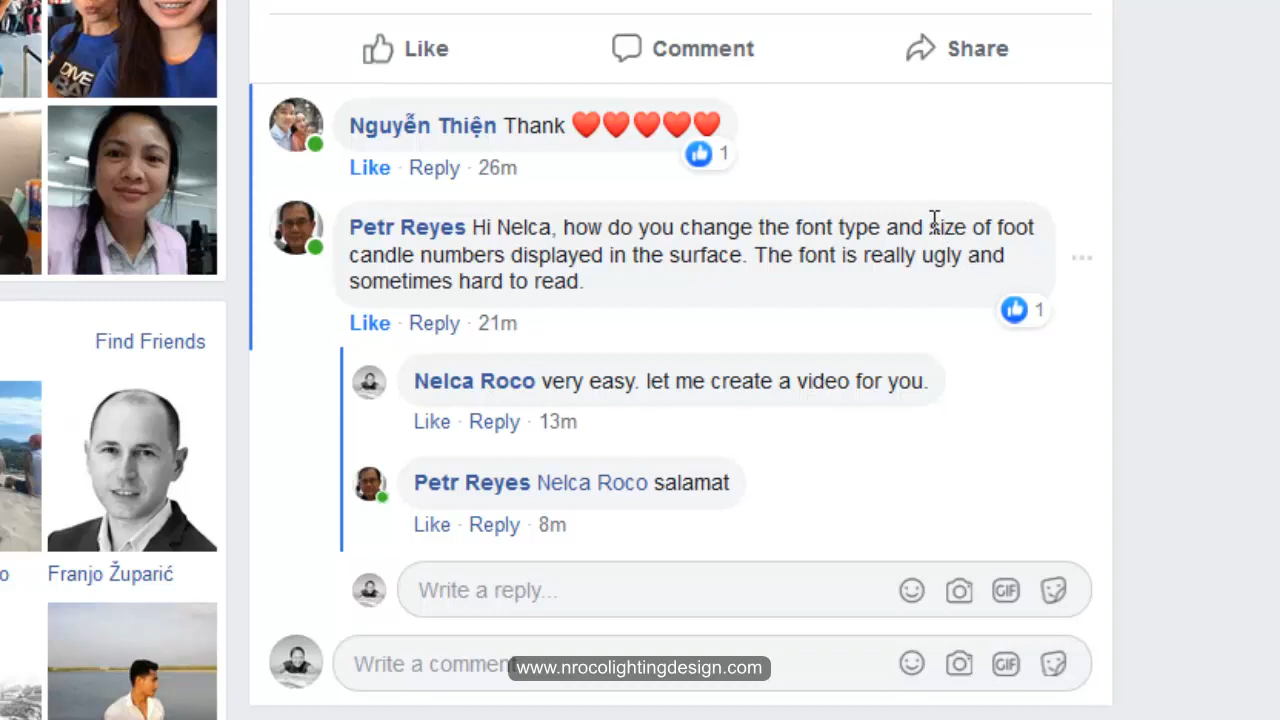 Like Comment Share
Nguyễn Thiện Thank ❤️❤️❤️❤️❤️
1
Like · Reply · 26m
Petr Reyes Hi Nelca, how do you change the font type and size of foot
candle numbers displayed in the surface. The font is really ugly and
sometimes hard to read.
1
Like · Reply · 21m
Nelca Roco very easy. let me create a video for you.
Like · Reply · 13m
Petr Reyes Nelca Roco salamat
Like · Reply · 8m
Write a reply...
GIF
Write a commen
GIF
www.nrocolightingdesign.com
DIVE
Find Friends
o
Franjo Župarić